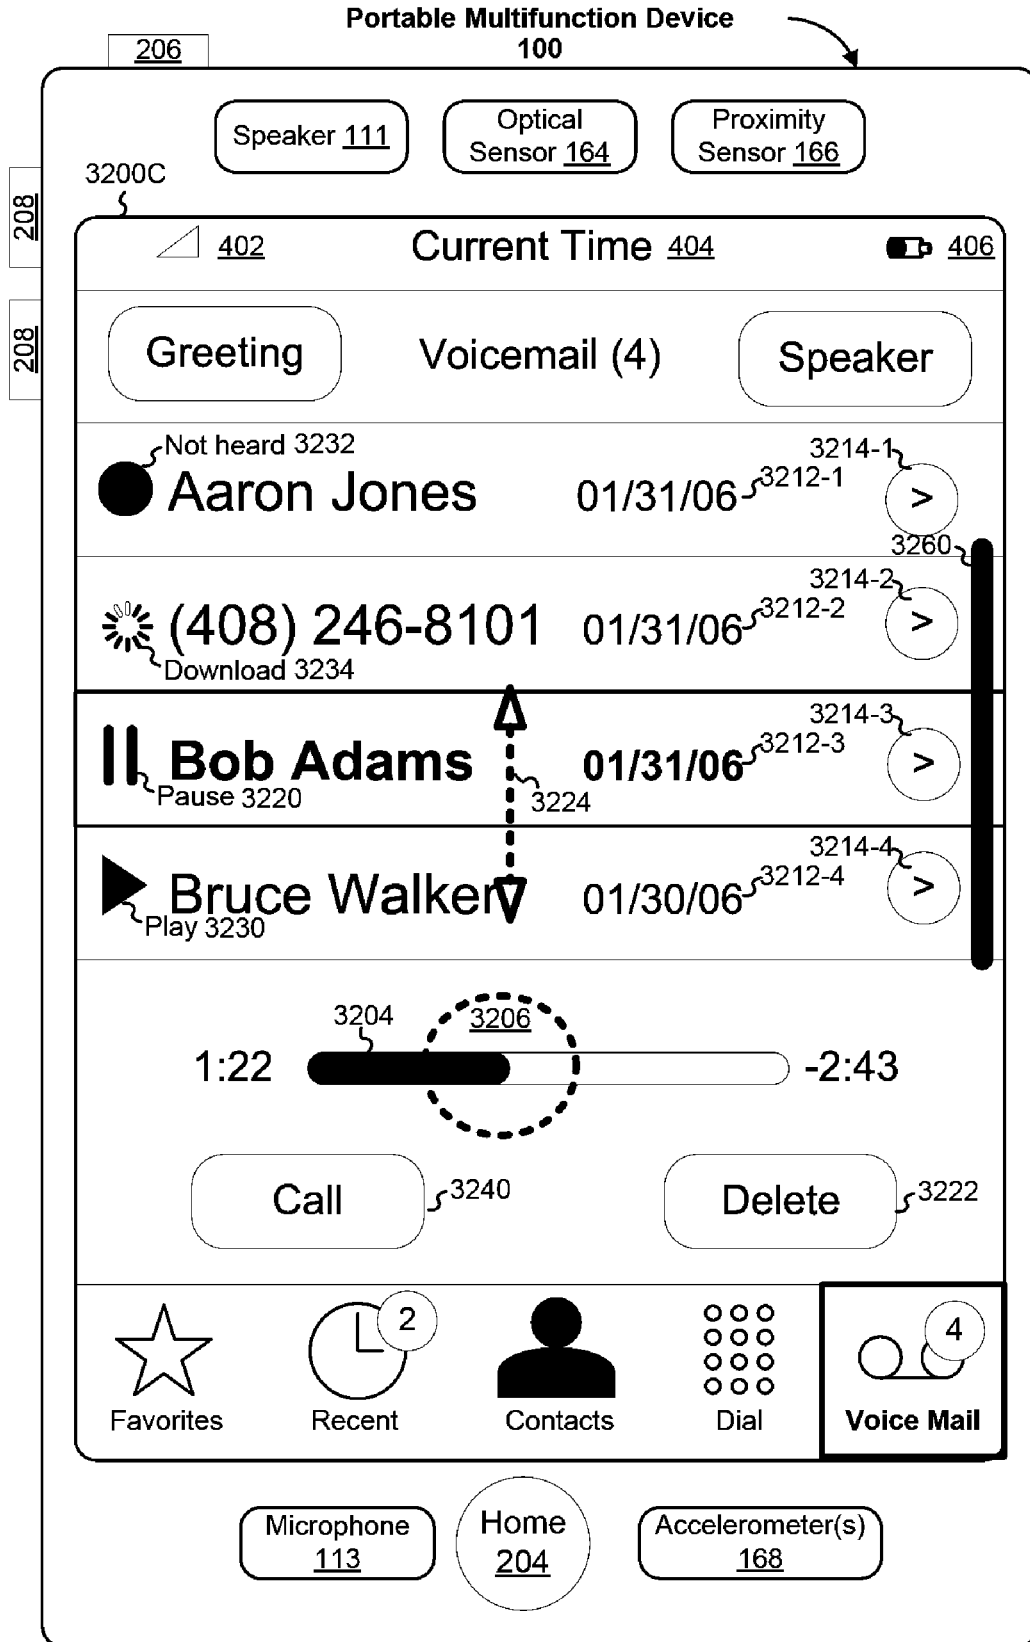 Portable Multifunction Device
100
206
Speaker 111
Optical
Sensor 164
Proximity
Sensor 166
3200C
208
208
402
Current Time 404
406
Greeting
Voicemail (4)
Speaker
Not heard 3232
Aaron Jones
01/31/06
3212-1
3214-1
>
3260
(408) 246-8101
01/31/06
3212-2
3214-2
>
Download 3234
Bob Adams
01/31/06
3212-3
3214-3
>
Pause 3220
3224
Bruce Walker
01/30/06
3212-4
3214-4
>
Play 3230
3204
3206
1:22
-2:43
Call
3240
Delete
3222
2
4
Favorites
Recent
Contacts
Dial
Voice Mail
Microphone
113
Home
204
Accelerometer(s)
168